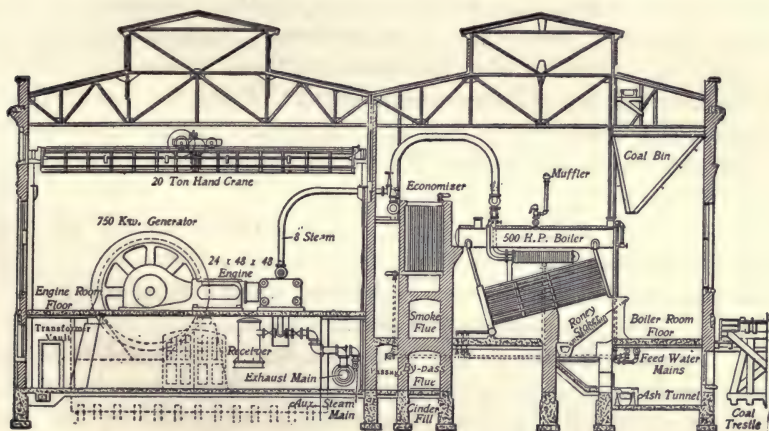 20 Ton Hand Crane
750 Kw. Generator
8" Steam
24 x 48 x 48
Engine
Engine Room
Floor
Transformer
Vault
Receiver
Exhaust Main
Aux. Steam
Main
Economizer
Muffler
Coal Bin
500 H.P. Boiler
Smoke
Flue
By-pass
Flue
Cinder
Fill
Roney
Stoker
Boiler Room
Floor
Feed Water
Mains
Ash Tunnel
Coal
Trestle